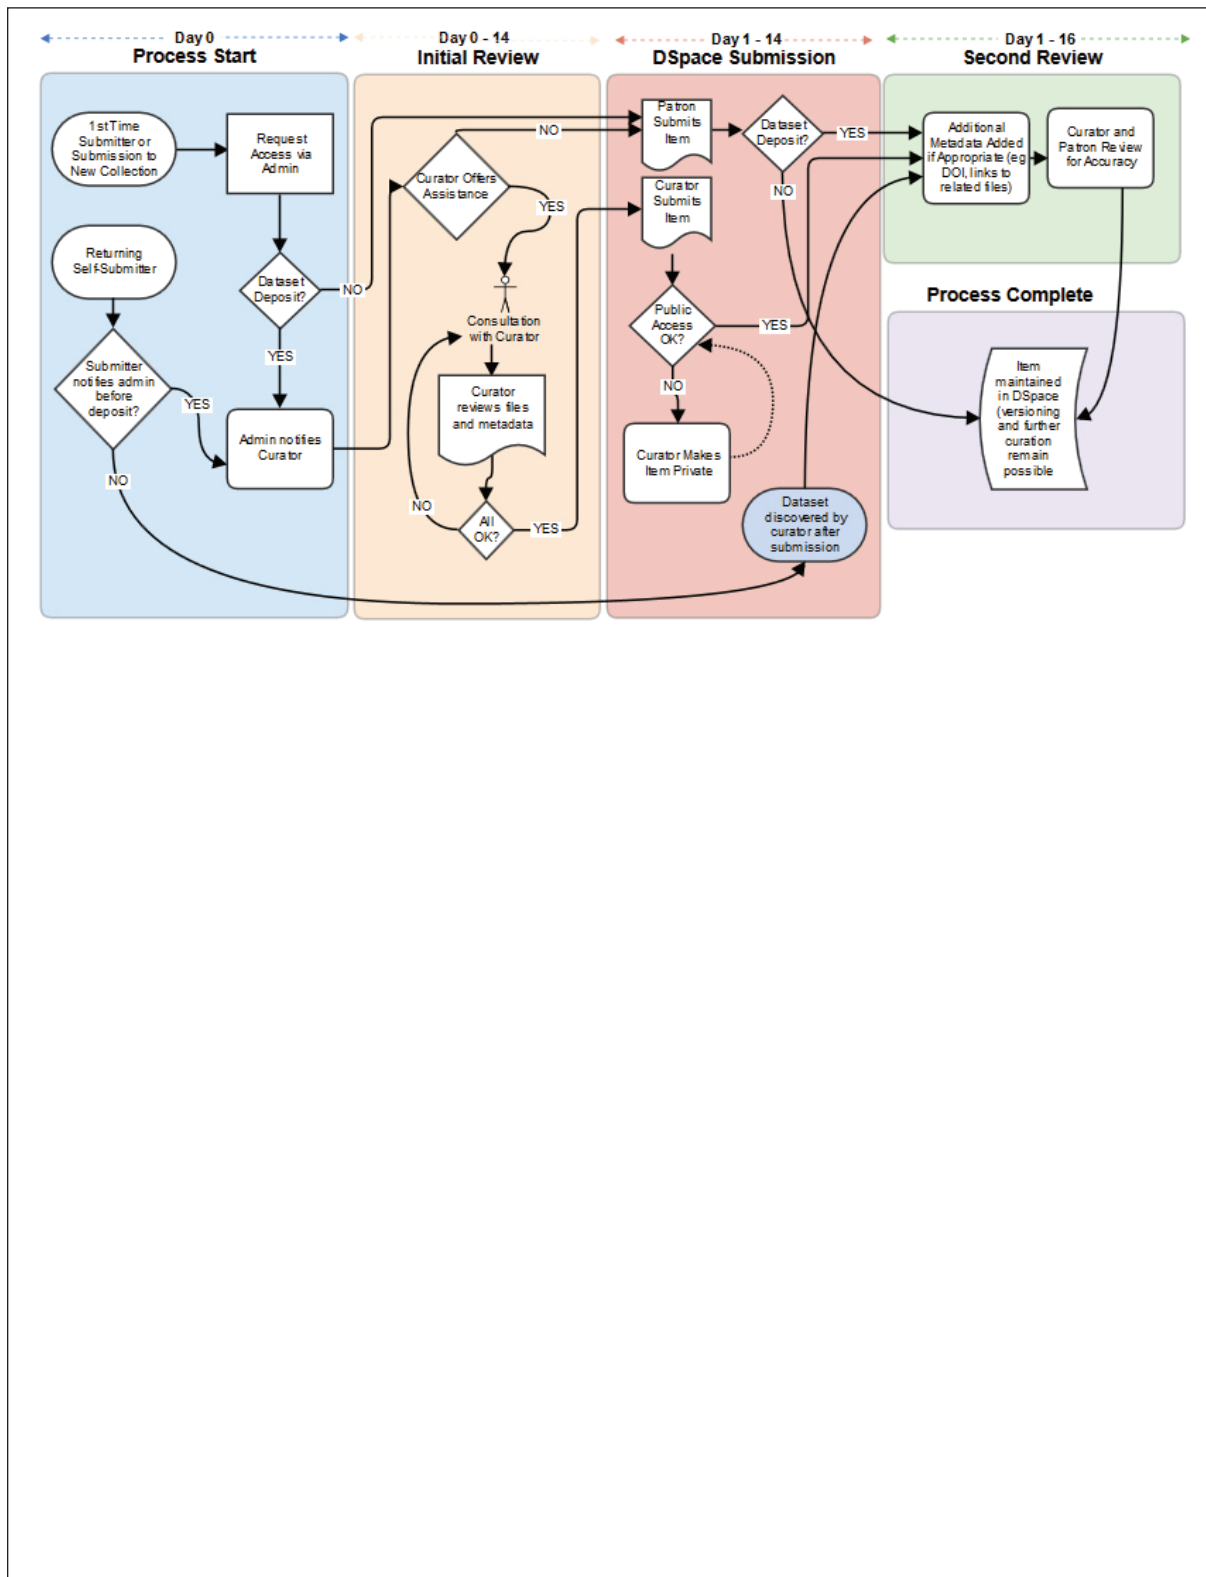 Day 0
Process Start
Day 0 - 14
Initial Review
Day 1 - 14
DSpace Submission
Day 1 - 16
Second Review
1st Time
Submitter or
Submission to
New Collection
Request
Access via
Admin
Returning
Self-Submitter
Dataset
Deposit?
NO
YES
Submitter
notifies admin
before
deposit?
YES
NO
Admin notifies
Curator
Curator Offers
Assistance
NO
YES
Consultation
with Curator
Curator
reviews files
and metadata
NO
All
OK?
YES
Patron
Submits
Item
Dataset
Deposit?
YES
NO
Curator
Submits
Item
Public
Access
OK?
YES
NO
Curator Makes
Item Private
Dataset
discovered by
curator after
submission
Additional
Metadata Added
if Appropriate (eg
DOI, links to
related files)
Curator and
Patron Review
for Accuracy
Process Complete
Item
maintained
in DSpace
(versioning
and further
curation
remain
possible